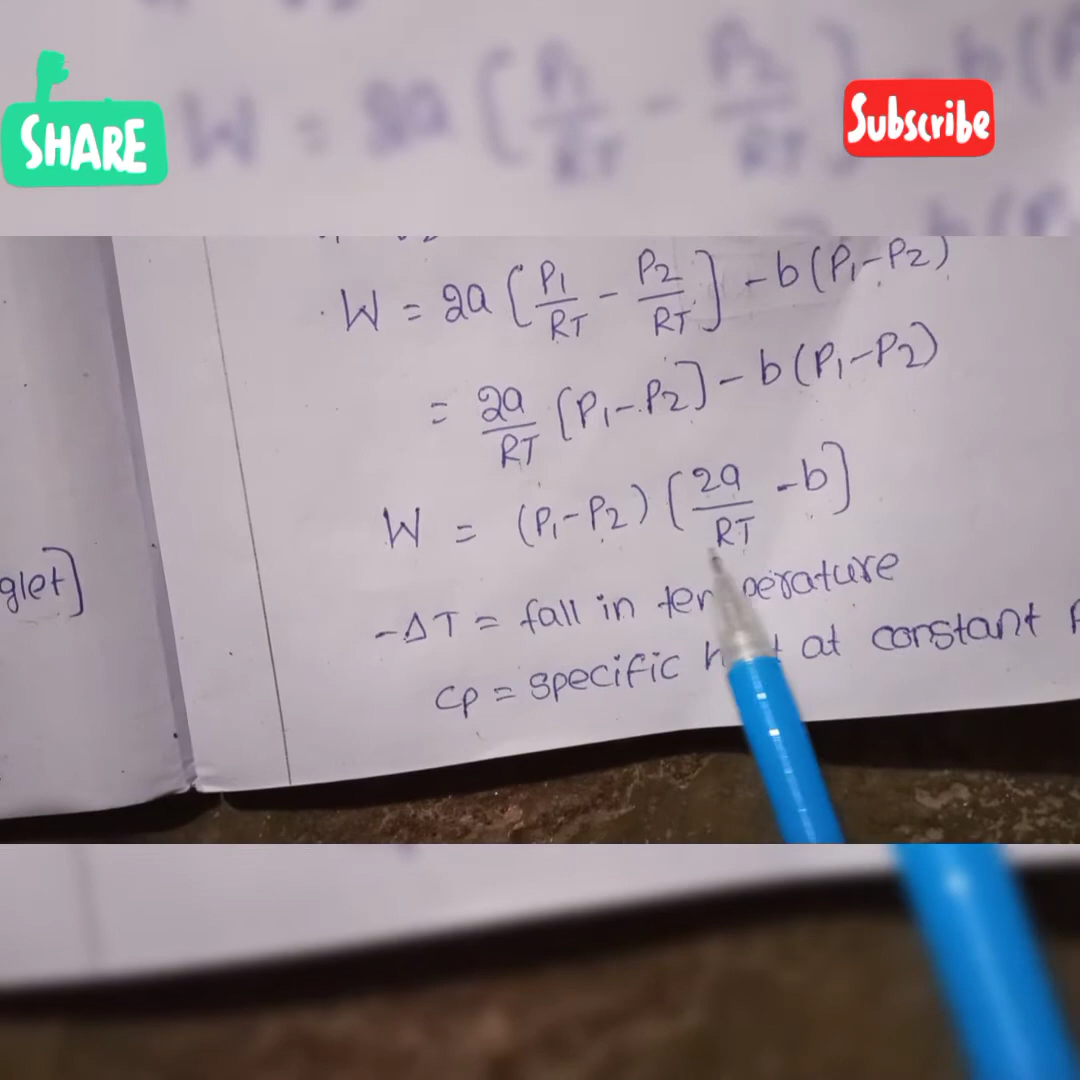 SHARE
Subscribe
W = 2a [P1/RT - P2/RT] - b(P1-P2)
= 2a/RT [P1-P2] - b(P1-P2)
W = (P1-P2) [2a/RT - b]
glet]
-ΔT = fall in temperature
Cp = specific heat at constant P